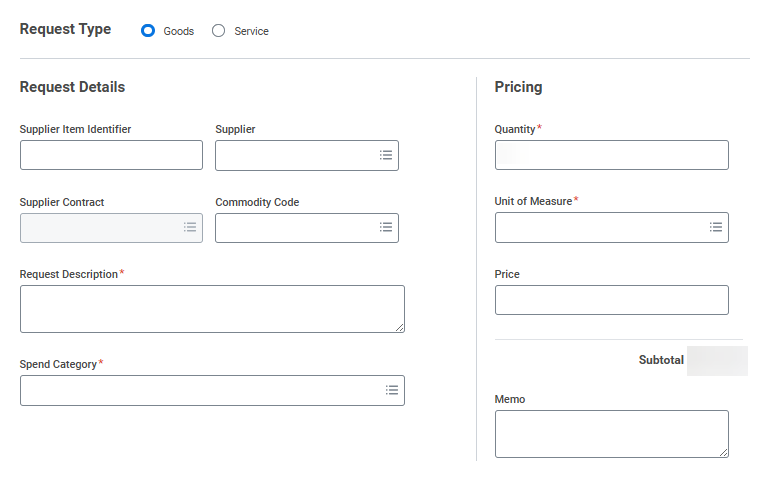 Request Type Goods Service
Request Details
Supplier Item Identifier Supplier
Supplier Contract Commodity Code
Request Description*
Spend Category*
Pricing
Quantity*
Unit of Measure*
Price
Subtotal
Memo